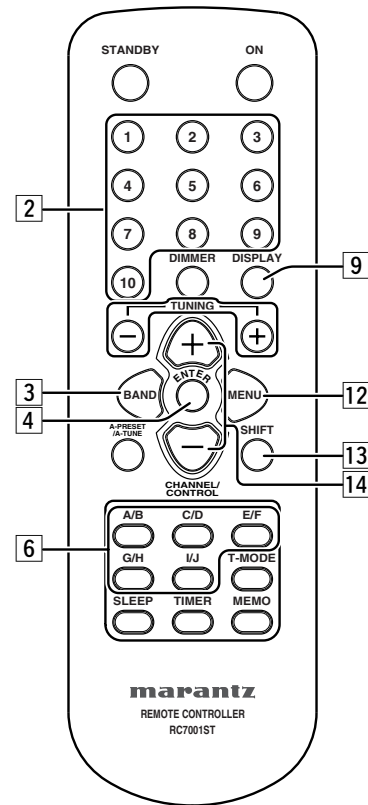 STANDBY ON
1 2 3
4 5 6
2
7 8 9
DIMMER DISPLAY
10
9
TUNING
− +
+
3 BAND ENTER MENU 12
4
A-PRESET
/A-TUNE
−
SHIFT
13
CHANNEL/
CONTROL
14
A/B C/D E/F
6
G/H I/J T-MODE
SLEEP TIMER MEMO
marantz
REMOTE CONTROLLER
RC7001ST